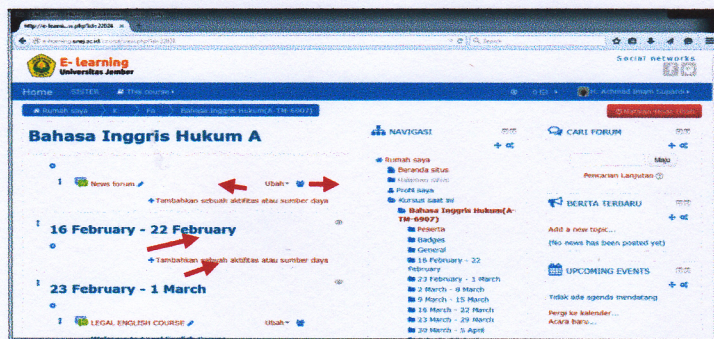 E- learning
Universitas Jember
Social networks
Home SISTER This course
H. Achmad Imam Supardi
Rumah saya Bahasa Inggris Hukum(A-TM-6907)
Bahasa Inggris Hukum A
News forum Ubah
Tambahkan sebuah aktifitas atau sumber daya
16 February - 22 February
Tambahkan sebuah aktifitas atau sumber daya
23 February - 1 March
LEGAL ENGLISH COURSE Ubah
NAVIGASI
Rumah saya
Beranda situs
Profil saya
Kursus saat ini
Bahasa Inggris Hukum(A-
TM-6907)
Peserta
Badges
General
16 February - 22
February
23 February - 1 March
2 March - 8 March
9 March - 15 March
16 March - 22 March
23 March - 29 March
30 March - 5 April
CARI FORUM
Maju
Pencarian Lanjutan
BERITA TERBARU
Add a new topic...
(No news has been posted yet)
UPCOMING EVENTS
Tidak ada agenda mendatang
Pergi ke kalender...
Acara baru...